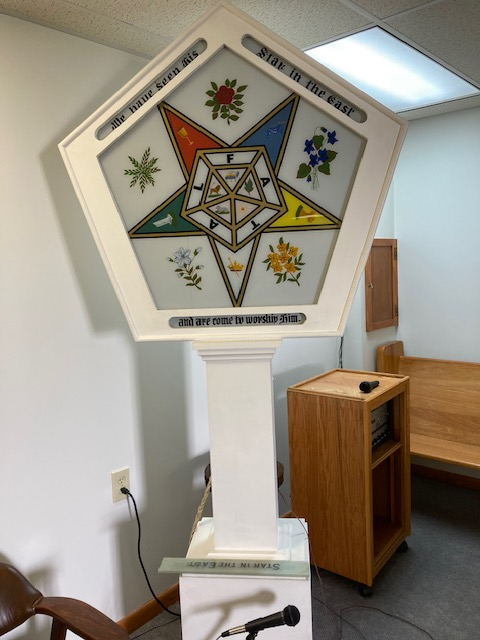 We have seen His
Star in the East
F
A
T
A
L
and are come to worship Him.
STAR IN THE EAST